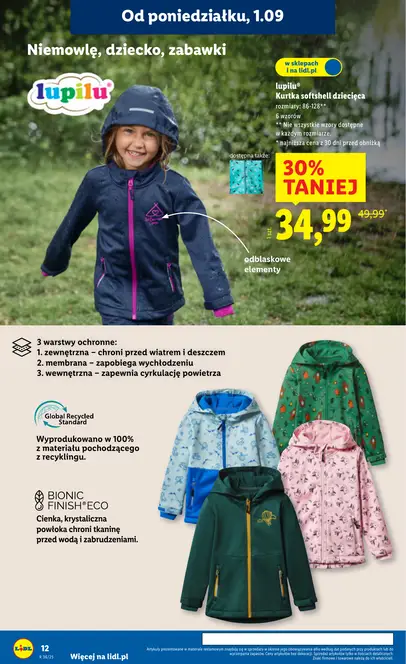 Od poniedziałku, 1.09
Niemowlę, dziecko, zabawki
w sklepach
i na lidl.pl
lupilu®
lupilu®
Kurtka softshell dziecięca
rozmiary: 86-128**
6 wzorów
** Nie wszystkie wzory dostępne
w każdym rozmiarze.
* najniższa cena z 30 dni przed obniżką
dostępna także:
30%
TANIEJ
49,99*
34,99
1 szt.
odblaskowe
elementy
3 warstwy ochronne:
1. zewnętrzna – chroni przed wiatrem i deszczem
2. membrana – zapobiega wychłodzeniu
3. wewnętrzna – zapewnia cyrkulację powietrza
Global Recycled
Standard
Wyprodukowano w 100%
z materiału pochodzącego
z recyklingu.
BIONIC
FINISH®ECO
Cienka, krystaliczna
powłoka chroni tkaninę
przed wodą i zabrudzeniami.
LIDL
12
Więcej na lidl.pl